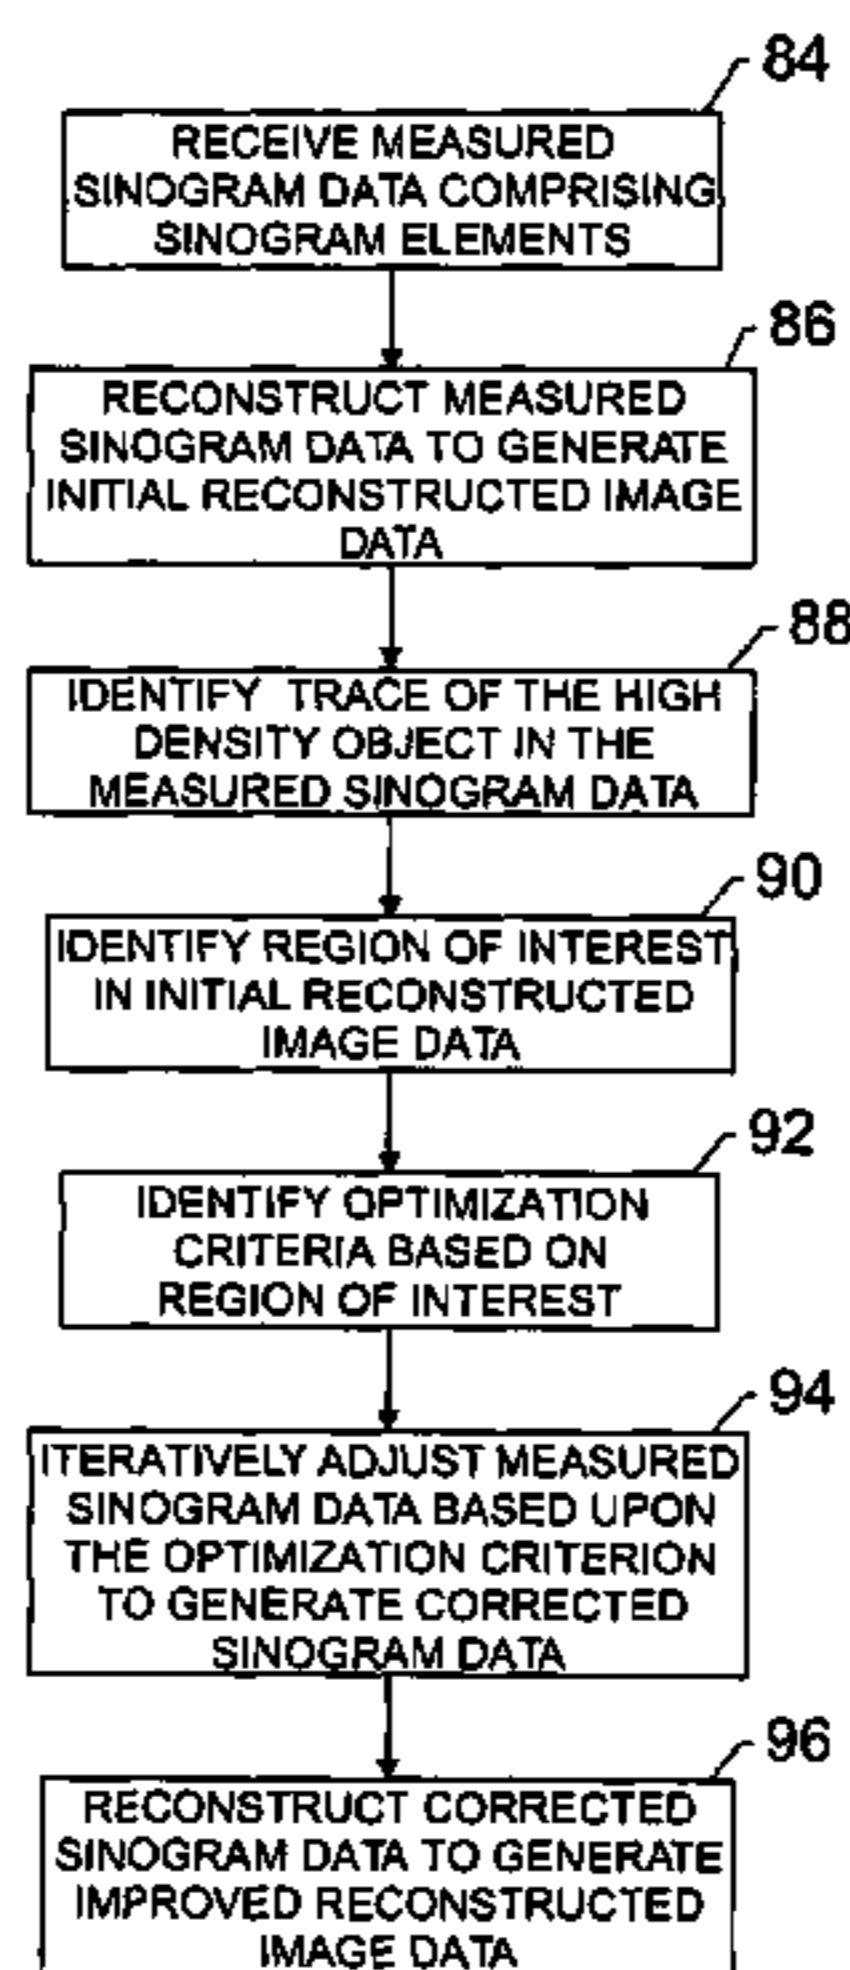 84
RECEIVE MEASURED
SINOGRAM DATA COMPRISING
SINOGRAM ELEMENTS
86
RECONSTRUCT MEASURED
SINOGRAM DATA TO GENERATE
INITIAL RECONSTRUCTED IMAGE
DATA
88
IDENTIFY TRACE OF THE HIGH
DENSITY OBJECT IN THE
MEASURED SINOGRAM DATA
90
IDENTIFY REGION OF INTEREST
IN INITIAL RECONSTRUCTED
IMAGE DATA
92
IDENTIFY OPTIMIZATION
CRITERIA BASED ON
REGION OF INTEREST
94
ITERATIVELY ADJUST MEASURED
SINOGRAM DATA BASED UPON
THE OPTIMIZATION CRITERION
TO GENERATE CORRECTED
SINOGRAM DATA
96
RECONSTRUCT CORRECTED
SINOGRAM DATA TO GENERATE
IMPROVED RECONSTRUCTED
IMAGE DATA